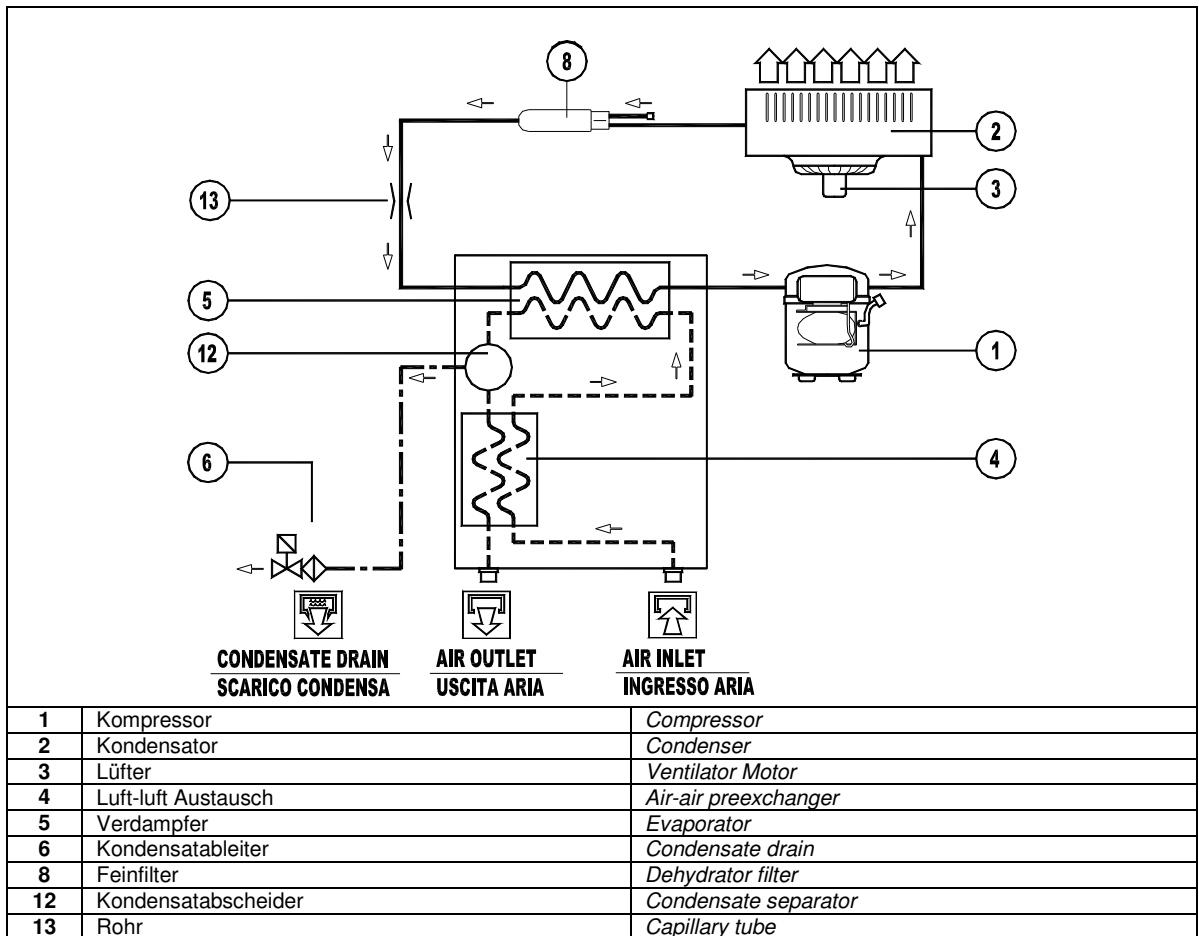 8
2
3
13
5
12
1
6
4
CONDENSATE DRAIN
SCARICO CONDENSA
AIR OUTLET
USCITA ARIA
AIR INLET
INGRESSO ARIA
1 Kompressor Compressor
2 Kondensator Condenser
3 Lüfter Ventilator Motor
4 Luft-luft Austausch Air-air preexchanger
5 Verdampfer Evaporator
6 Kondensatableiter Condensate drain
8 Feinfilter Dehydrator filter
12 Kondensatabscheider Condensate separator
13 Rohr Capillary tube